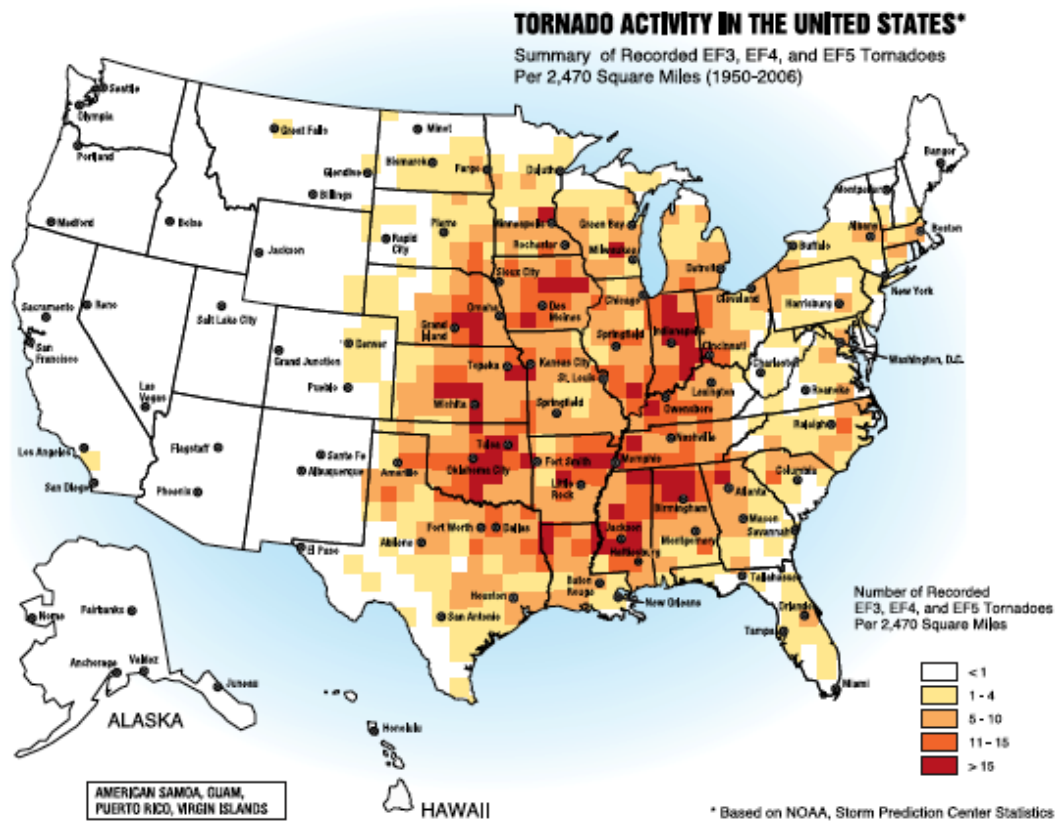 TORNADO ACTIVITY IN THE UNITED STATES*
Summary of Recorded EF3, EF4, and EF5 Tornadoes
Per 2,470 Square Miles (1950-2006)
Seattle
Olympia
Portland
Medford
Boise
Great Falls
Glendive
Billings
Jackson
Minot
Bismarck
Fargo
Duluth
Pierre
Rapid
City
Minneapolis
Rochester
Green Bay
Milwaukee
Detroit
Buffalo
Albany
Montpelier
Bangor
Boston
New York
Harrisburg
Cleveland
Sacramento
San
Francisco
Reno
Salt Lake City
Grand Junction
Denver
Pueblo
Las
Vegas
Sioux City
Omaha
Grand
Island
Des
Moines
Chicago
Springfield
Indianapolis
Cincinnati
Charleston
Washington, D.C.
Roanoke
Topeka
Kansas City
St. Louis
Wichita
Springfield
Lexington
Owensboro
Raleigh
Nashville
Los Angeles
San Diego
Flagstaff
Phoenix
Sante Fe
Albuquerque
Amarillo
Tulsa
Oklahoma City
Fort Smith
Little
Rock
Memphis
Columbia
Atlanta
Birmingham
Macon
Savannah
Montgomery
Jackson
Hattiesburg
Fort Worth
Dallas
Abilene
El Paso
Houston
San Antonio
Baton
Rouge
New Orleans
Tallahassee
Orlando
Tampa
Miami
Nome
Fairbanks
Anchorage
Valdez
Juneau
ALASKA
Honolulu
HAWAII
AMERICAN SAMOA, GUAM,
PUERTO RICO, VIRGIN ISLANDS
Number of Recorded
EF3, EF4, and EF5 Tornadoes
Per 2,470 Square Miles
< 1
1 - 4
5 - 10
11 - 15
> 15
* Based on NOAA, Storm Prediction Center Statistics